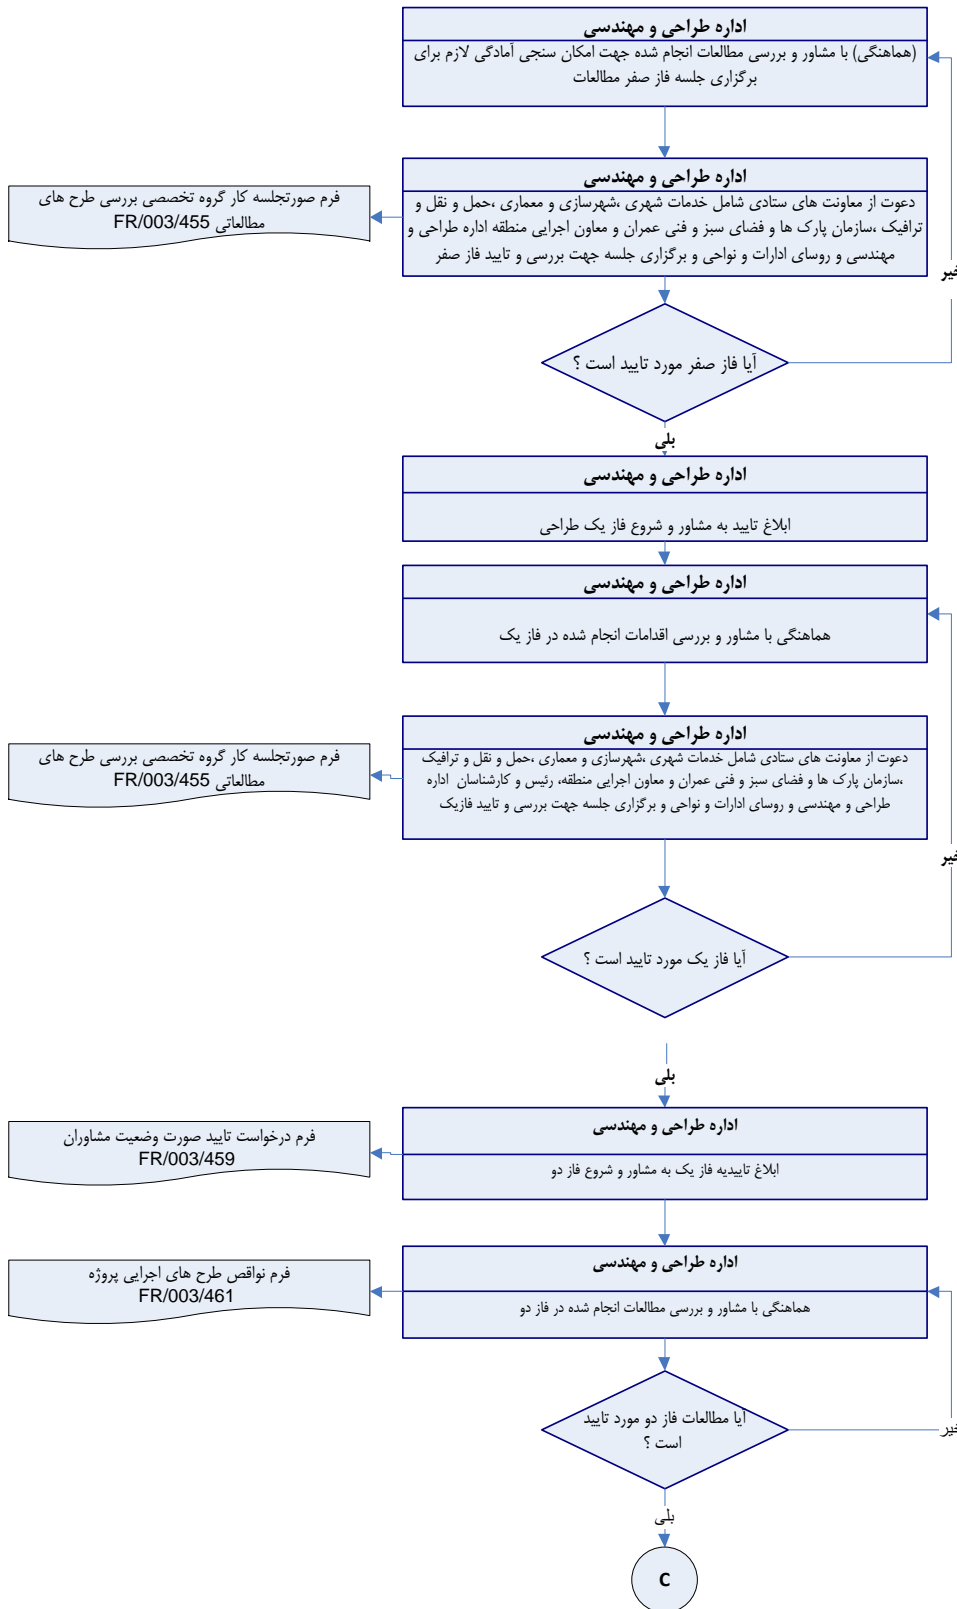 اداره طراحی و مهندسی
(هماهنگی) با مشاور و بررسی مطالعات انجام شده جهت امکان سنجی آمادگی لازم برای
برگزاری جلسه فاز صفر مطالعات
اداره طراحی و مهندسی
دعوت از معاونت های ستادی شامل خدمات شهری ،شهرسازی و معماری ،حمل و نقل و
ترافیک ،سازمان پارک ها و فضای سبز و فنی عمران و معاون اجرایی منطقه اداره طراحی و
مهندسی و روسای ادارات و نواحی و برگزاری جلسه جهت بررسی و تایید فاز صفر
فرم صورتجلسه کار گروه تخصصی بررسی طرح های
مطالعاتی FR/003/455
خیر
آیا فاز صفر مورد تایید است ؟
بلی
اداره طراحی و مهندسی
ابلاغ تایید به مشاور و شروع فاز یک طراحی
اداره طراحی و مهندسی
هماهنگی با مشاور و بررسی اقدامات انجام شده در فاز یک
اداره طراحی و مهندسی
دعوت از معاونت های ستادی شامل خدمات شهری ،شهرسازی و معماری ،حمل و نقل و ترافیک
،سازمان پارک ها و فضای سبز و فنی عمران و معاون اجرایی منطقه، رئیس و کارشناسان اداره
طراحی و مهندسی و روسای ادارات و نواحی و برگزاری جلسه جهت بررسی و تایید فازیک
فرم صورتجلسه کار گروه تخصصی بررسی طرح های
مطالعاتی FR/003/455
خیر
آیا فاز یک مورد تایید است ؟
بلی
اداره طراحی و مهندسی
ابلاغ تاییدیه فاز یک به مشاور و شروع فاز دو
فرم درخواست تایید صورت وضعیت مشاوران
FR/003/459
اداره طراحی و مهندسی
هماهنگی با مشاور و بررسی مطالعات انجام شده در فاز دو
فرم نواقص طرح های اجرایی پروژه
FR/003/461
آیا مطالعات فاز دو مورد تایید
است ؟
خیر
بلی
C